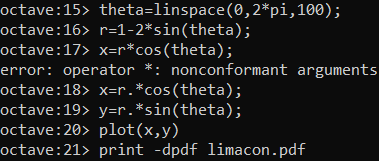 octave:15> theta=linspace(0,2*pi,100);
octave:16> r=1-2*sin(theta);
octave:17> x=r*cos(theta);
error: operator *: nonconformant arguments
octave:18> x=r.*cos(theta);
octave:19> y=r.*sin(theta);
octave:20> plot(x,y)
octave:21> print -dpdf limacon.pdf